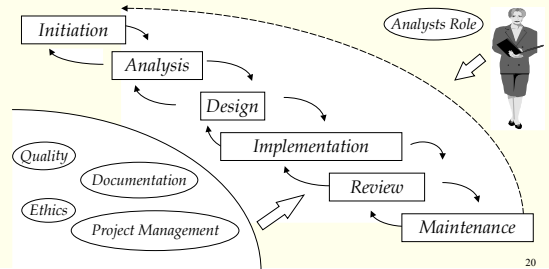 Initiation
Analysts Role
Analysis
Design
Implementation
Quality
Documentation
Review
Ethics
Project Management
Maintenance
20